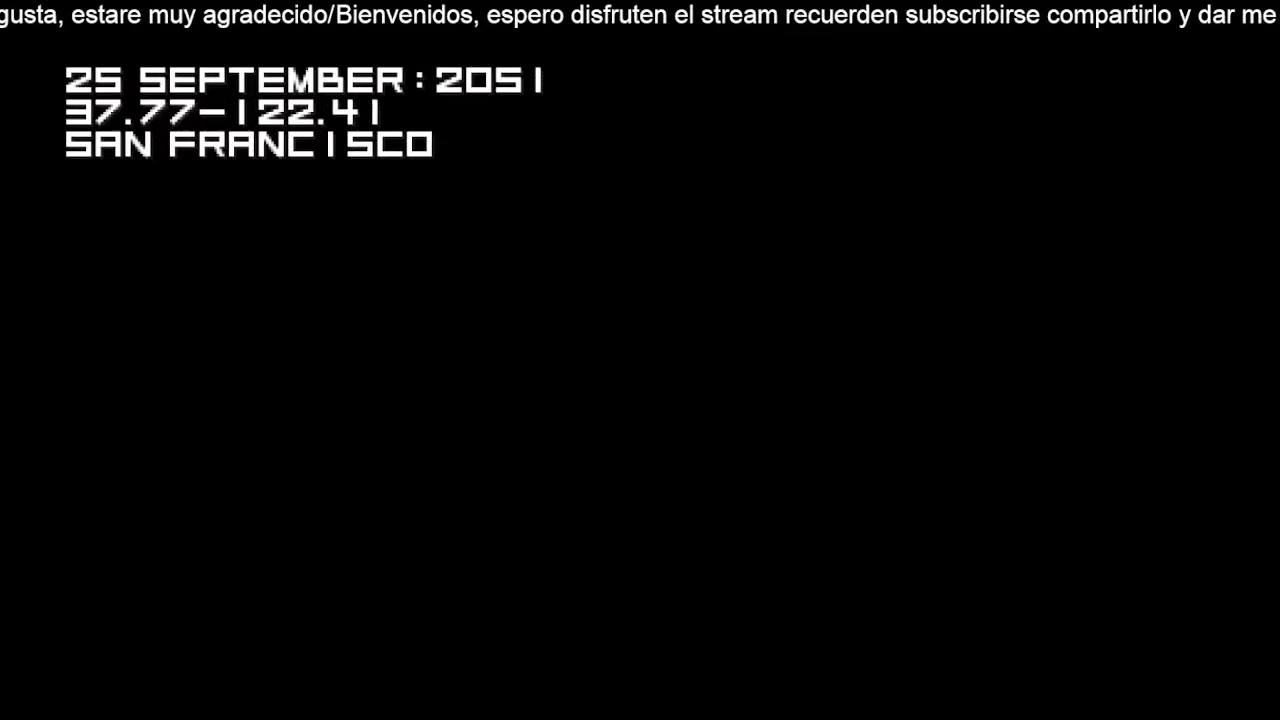 gusta, estare muy agradecido/Bienvenidos, espero disfruten el stream recuerden subscribirse compartirlo y dar me
25 SEPTEMBER:2051
37.77-122.41
SAN FRANCISCO